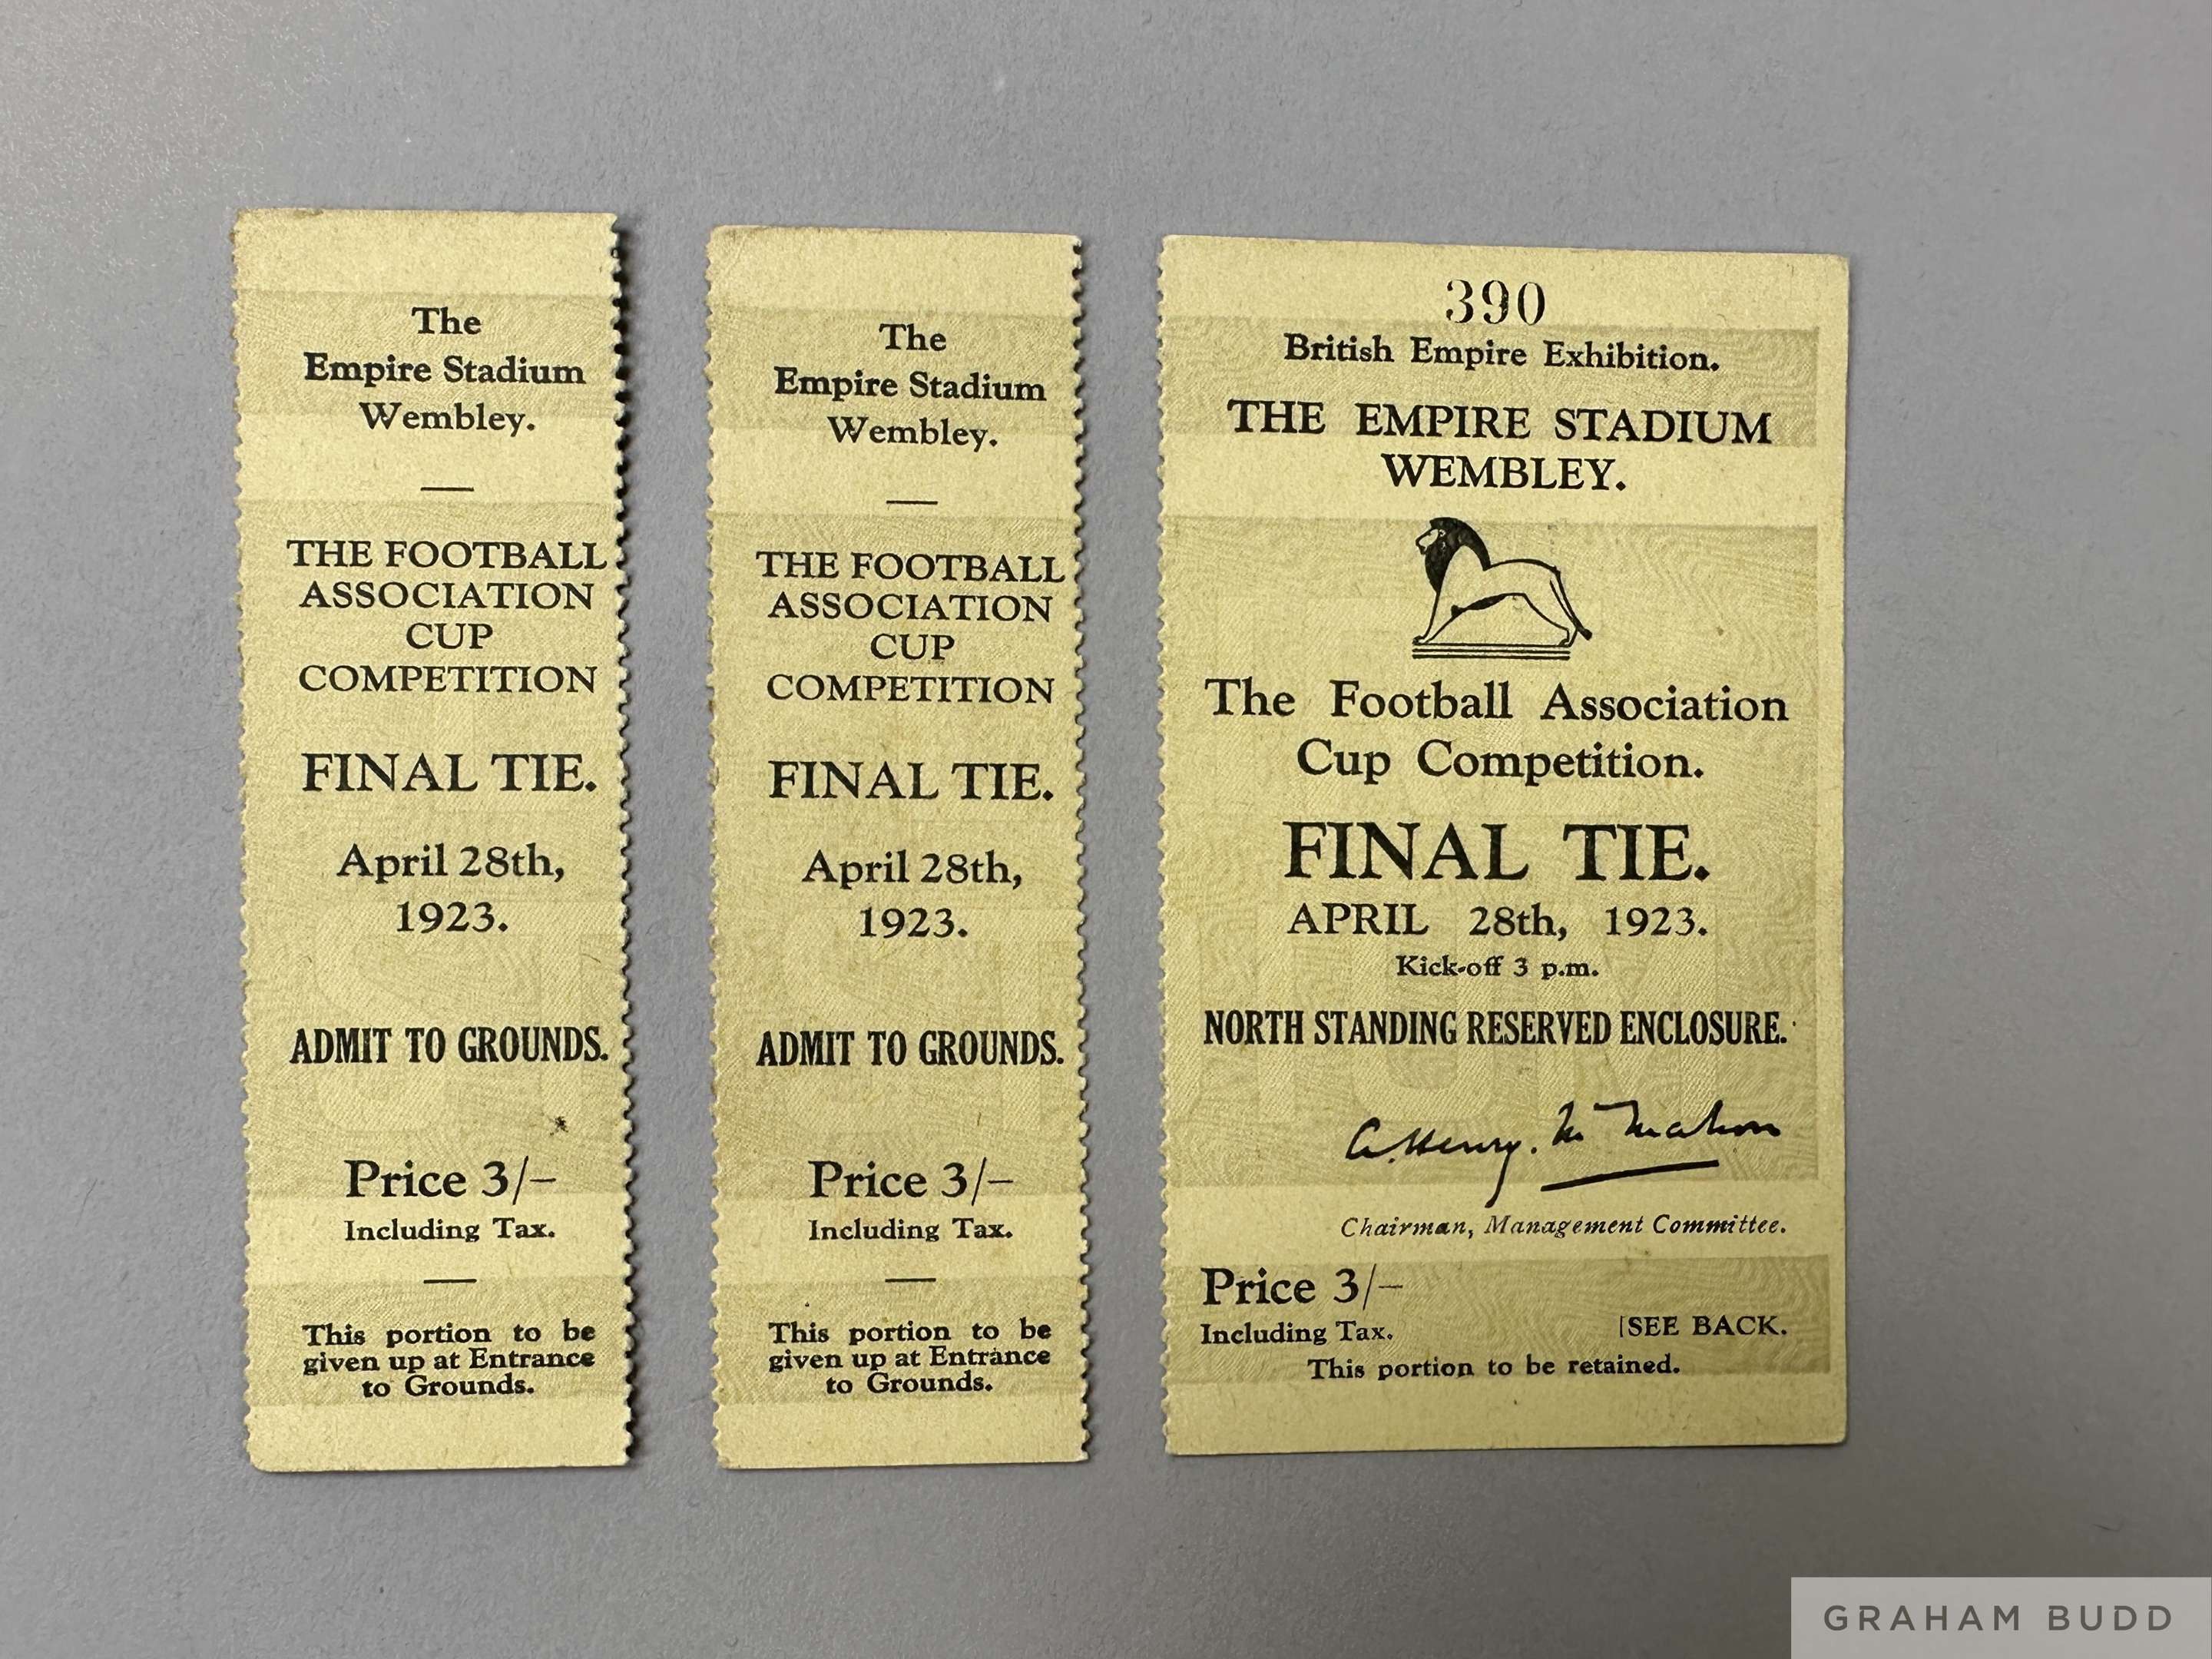 The
Empire Stadium
Wembley.
THE FOOTBALL
ASSOCIATION
CUP
COMPETITION
FINAL TIE.
April 28th,
1923.
ADMIT TO GROUNDS.
Price 3/-
Including Tax.
This portion to be
given up at Entrance
to Grounds.
The
Empire Stadium
Wembley.
THE FOOTBALL
ASSOCIATION
CUP
COMPETITION
FINAL TIE.
April 28th,
1923.
ADMIT TO GROUNDS.
Price 3/-
Including Tax.
This portion to be
given up at Entrance
to Grounds.
390
British Empire Exhibition.
THE EMPIRE STADIUM
WEMBLEY.
The Football Association
Cup Competition.
FINAL TIE.
APRIL 28th, 1923.
Kick-off 3 p.m.
NORTH STANDING RESERVED ENCLOSURE.
A. Henry. McMahon
Chairman, Management Committee.
Price 3/-
Including Tax.
[SEE BACK.
This portion to be retained.
GRAHAM BUDD